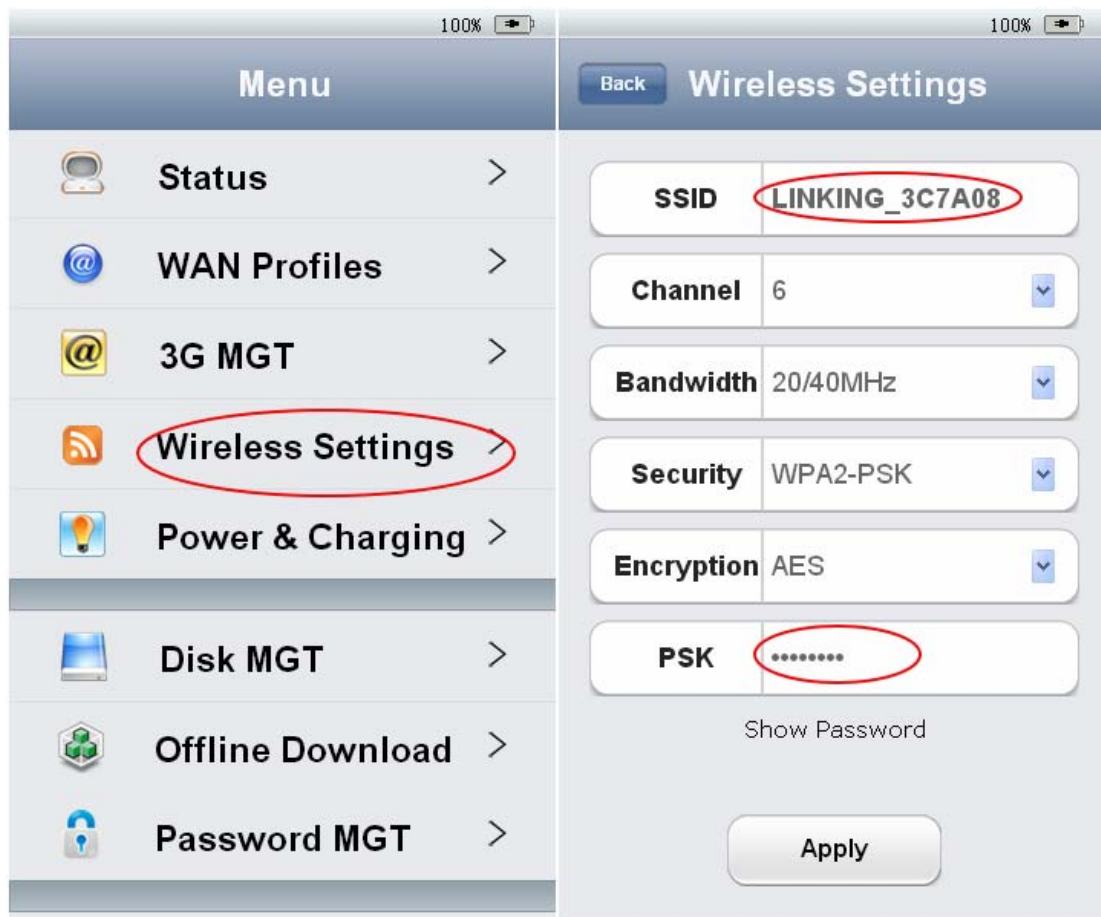 100%
Menu
Status
WAN Profiles
3G MGT
Wireless Settings
Power & Charging
Disk MGT
Offline Download
Password MGT
100%
Back Wireless Settings
SSID LINKING_3C7A08
Channel 6
Bandwidth 20/40MHz
Security WPA2-PSK
Encryption AES
PSK ••••••••
Show Password
Apply